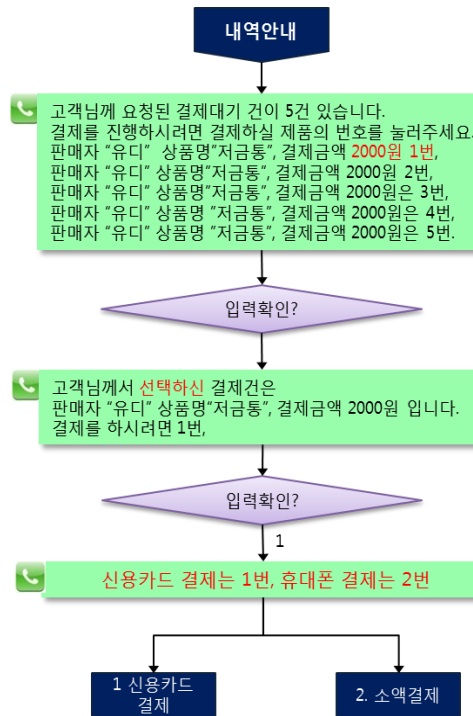 내역안내
고객님께 요청된 결제대기 건이 5건 있습니다.
결제를 진행하시려면 결제하실 제품의 번호를 눌러주세요.
판매자 “유디” 상품명”저금통”, 결제금액 2000원 1번,
판매자 “유디” 상품명”저금통”, 결제금액 2000원 2번,
판매자 “유디” 상품명”저금통”, 결제금액 2000원은 3번,
판매자 “유디” 상품명 ”저금통”, 결제금액 2000원은 4번,
판매자 “유디” 상품명 ”저금통”, 결제금액 2000원은 5번.
입력확인?
고객님께서 선택하신 결제건은
판매자 “유디” 상품명”저금통”, 결제금액 2000원 입니다.
결제를 하시려면 1번,
입력확인?
1
신용카드 결제는 1번, 휴대폰 결제는 2번
1 신용카드
결제
2. 소액결제